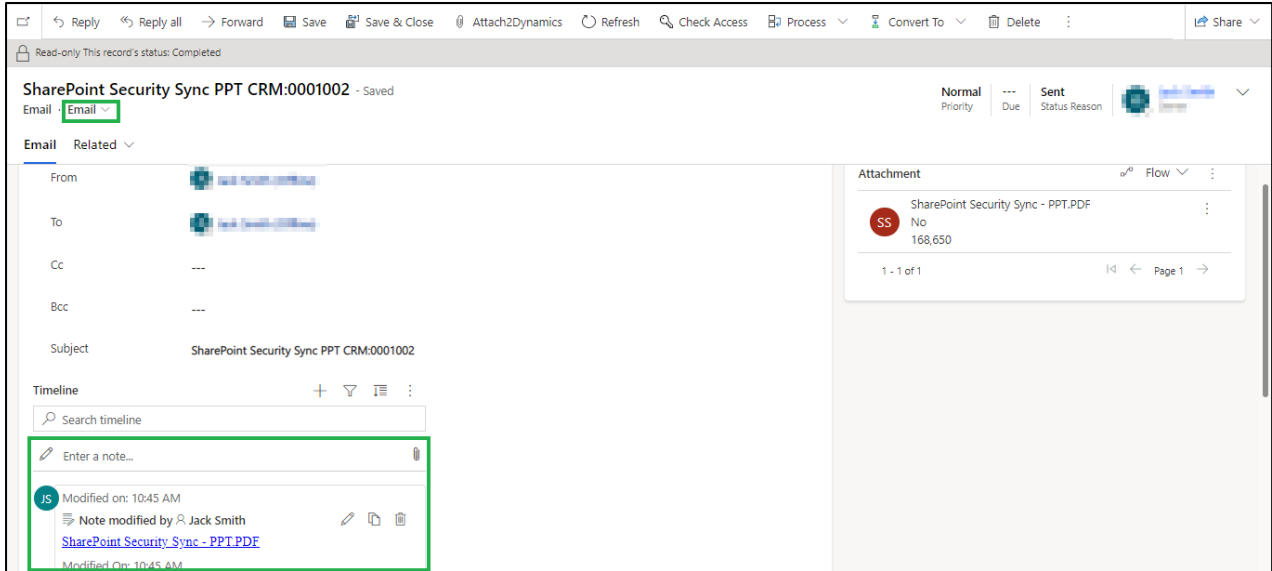 Reply Reply all Forward Save Save & Close Attach2Dynamics Refresh Check Access Process Convert To Delete Share
Read-only This record's status: Completed
SharePoint Security Sync PPT CRM:0001002 - Saved
Email · Email
Normal --- Sent
Priority Due Status Reason
Email Related
From
To
Cc ---
Bcc ---
Subject SharePoint Security Sync PPT CRM:0001002
Timeline
Search timeline
Enter a note...
JS Modified on: 10:45 AM
Note modified by Jack Smith
SharePoint Security Sync - PPT.PDF
Modified On: 10:45 AM
Attachment Flow
SharePoint Security Sync - PPT.PDF
SS No
168,650
1 - 1 of 1 Page 1